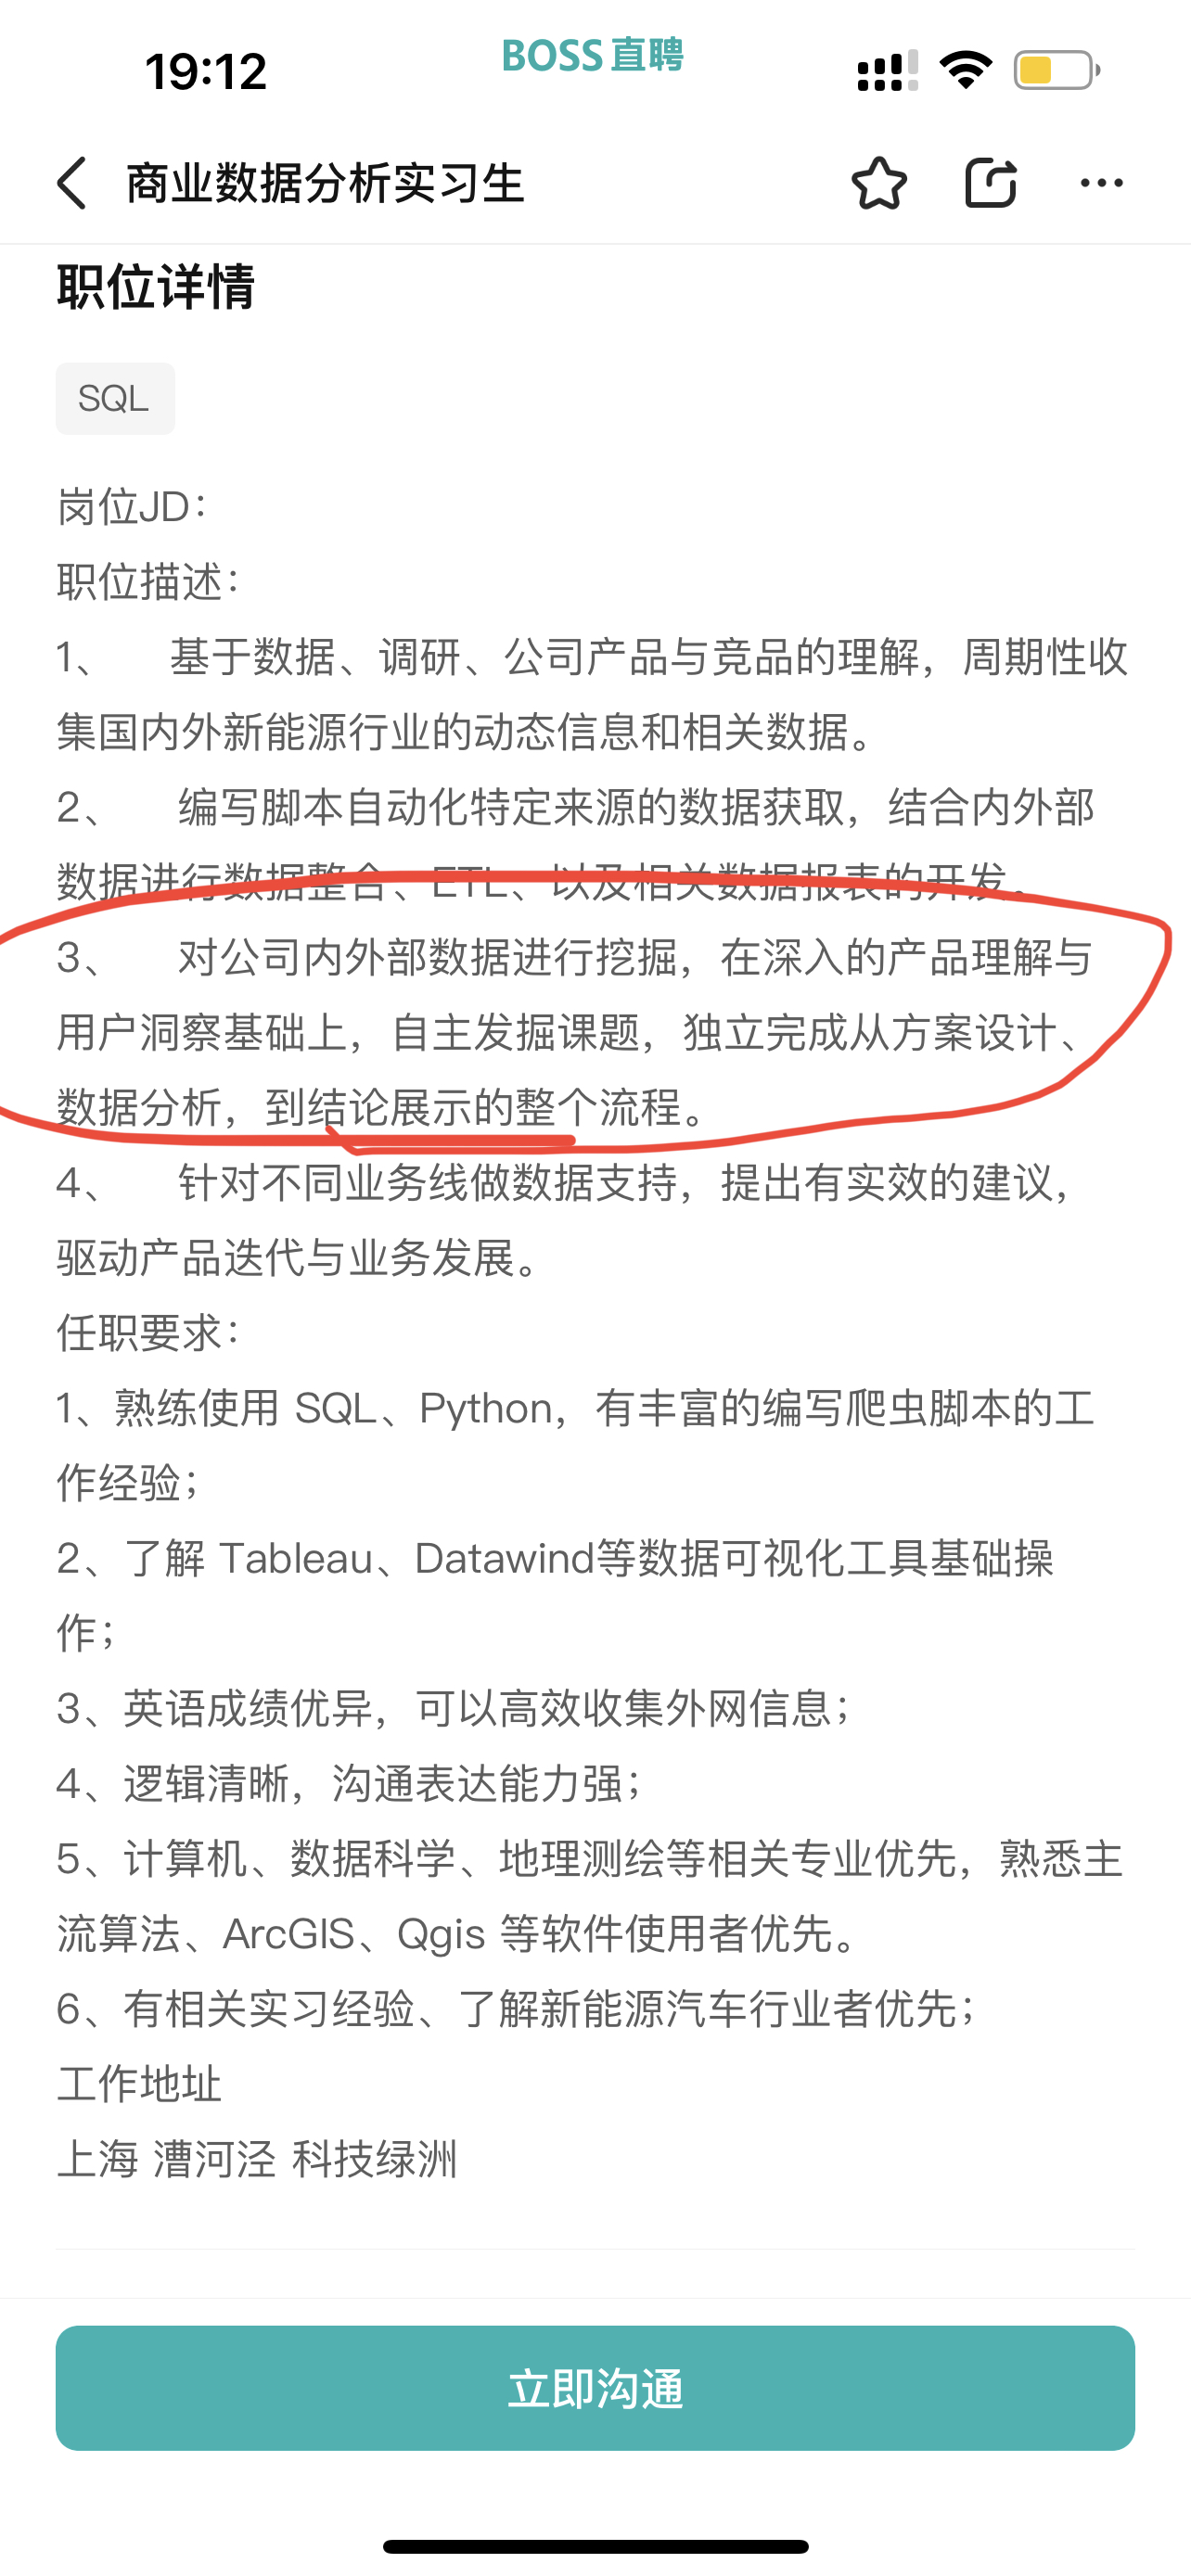 19:12
BOSS 直聘
商业数据分析实习生
职位详情
SQL
岗位JD：
职位描述：
1、 基于数据、调研、公司产品与竞品的理解，周期性收
集国内外新能源行业的动态信息和相关数据。
2、 编写脚本自动化特定来源的数据获取，结合内外部
数据进行数据整合、ETL、以及相关数据报表的开发。
3、 对公司内外部数据进行挖掘，在深入的产品理解与
用户洞察基础上，自主发掘课题，独立完成从方案设计、
数据分析，到结论展示的整个流程。
4、 针对不同业务线做数据支持，提出有实效的建议，
驱动产品迭代与业务发展。
任职要求：
1、熟练使用 SQL、Python，有丰富的编写爬虫脚本的工
作经验；
2、了解 Tableau、Datawind等数据可视化工具基础操
作；
3、英语成绩优异，可以高效收集外网信息；
4、逻辑清晰，沟通表达能力强；
5、计算机、数据科学、地理测绘等相关专业优先，熟悉主
流算法、ArcGIS、Qgis 等软件使用者优先。
6、有相关实习经验、了解新能源汽车行业者优先；
工作地址
上海 漕河泾 科技绿洲
立即沟通